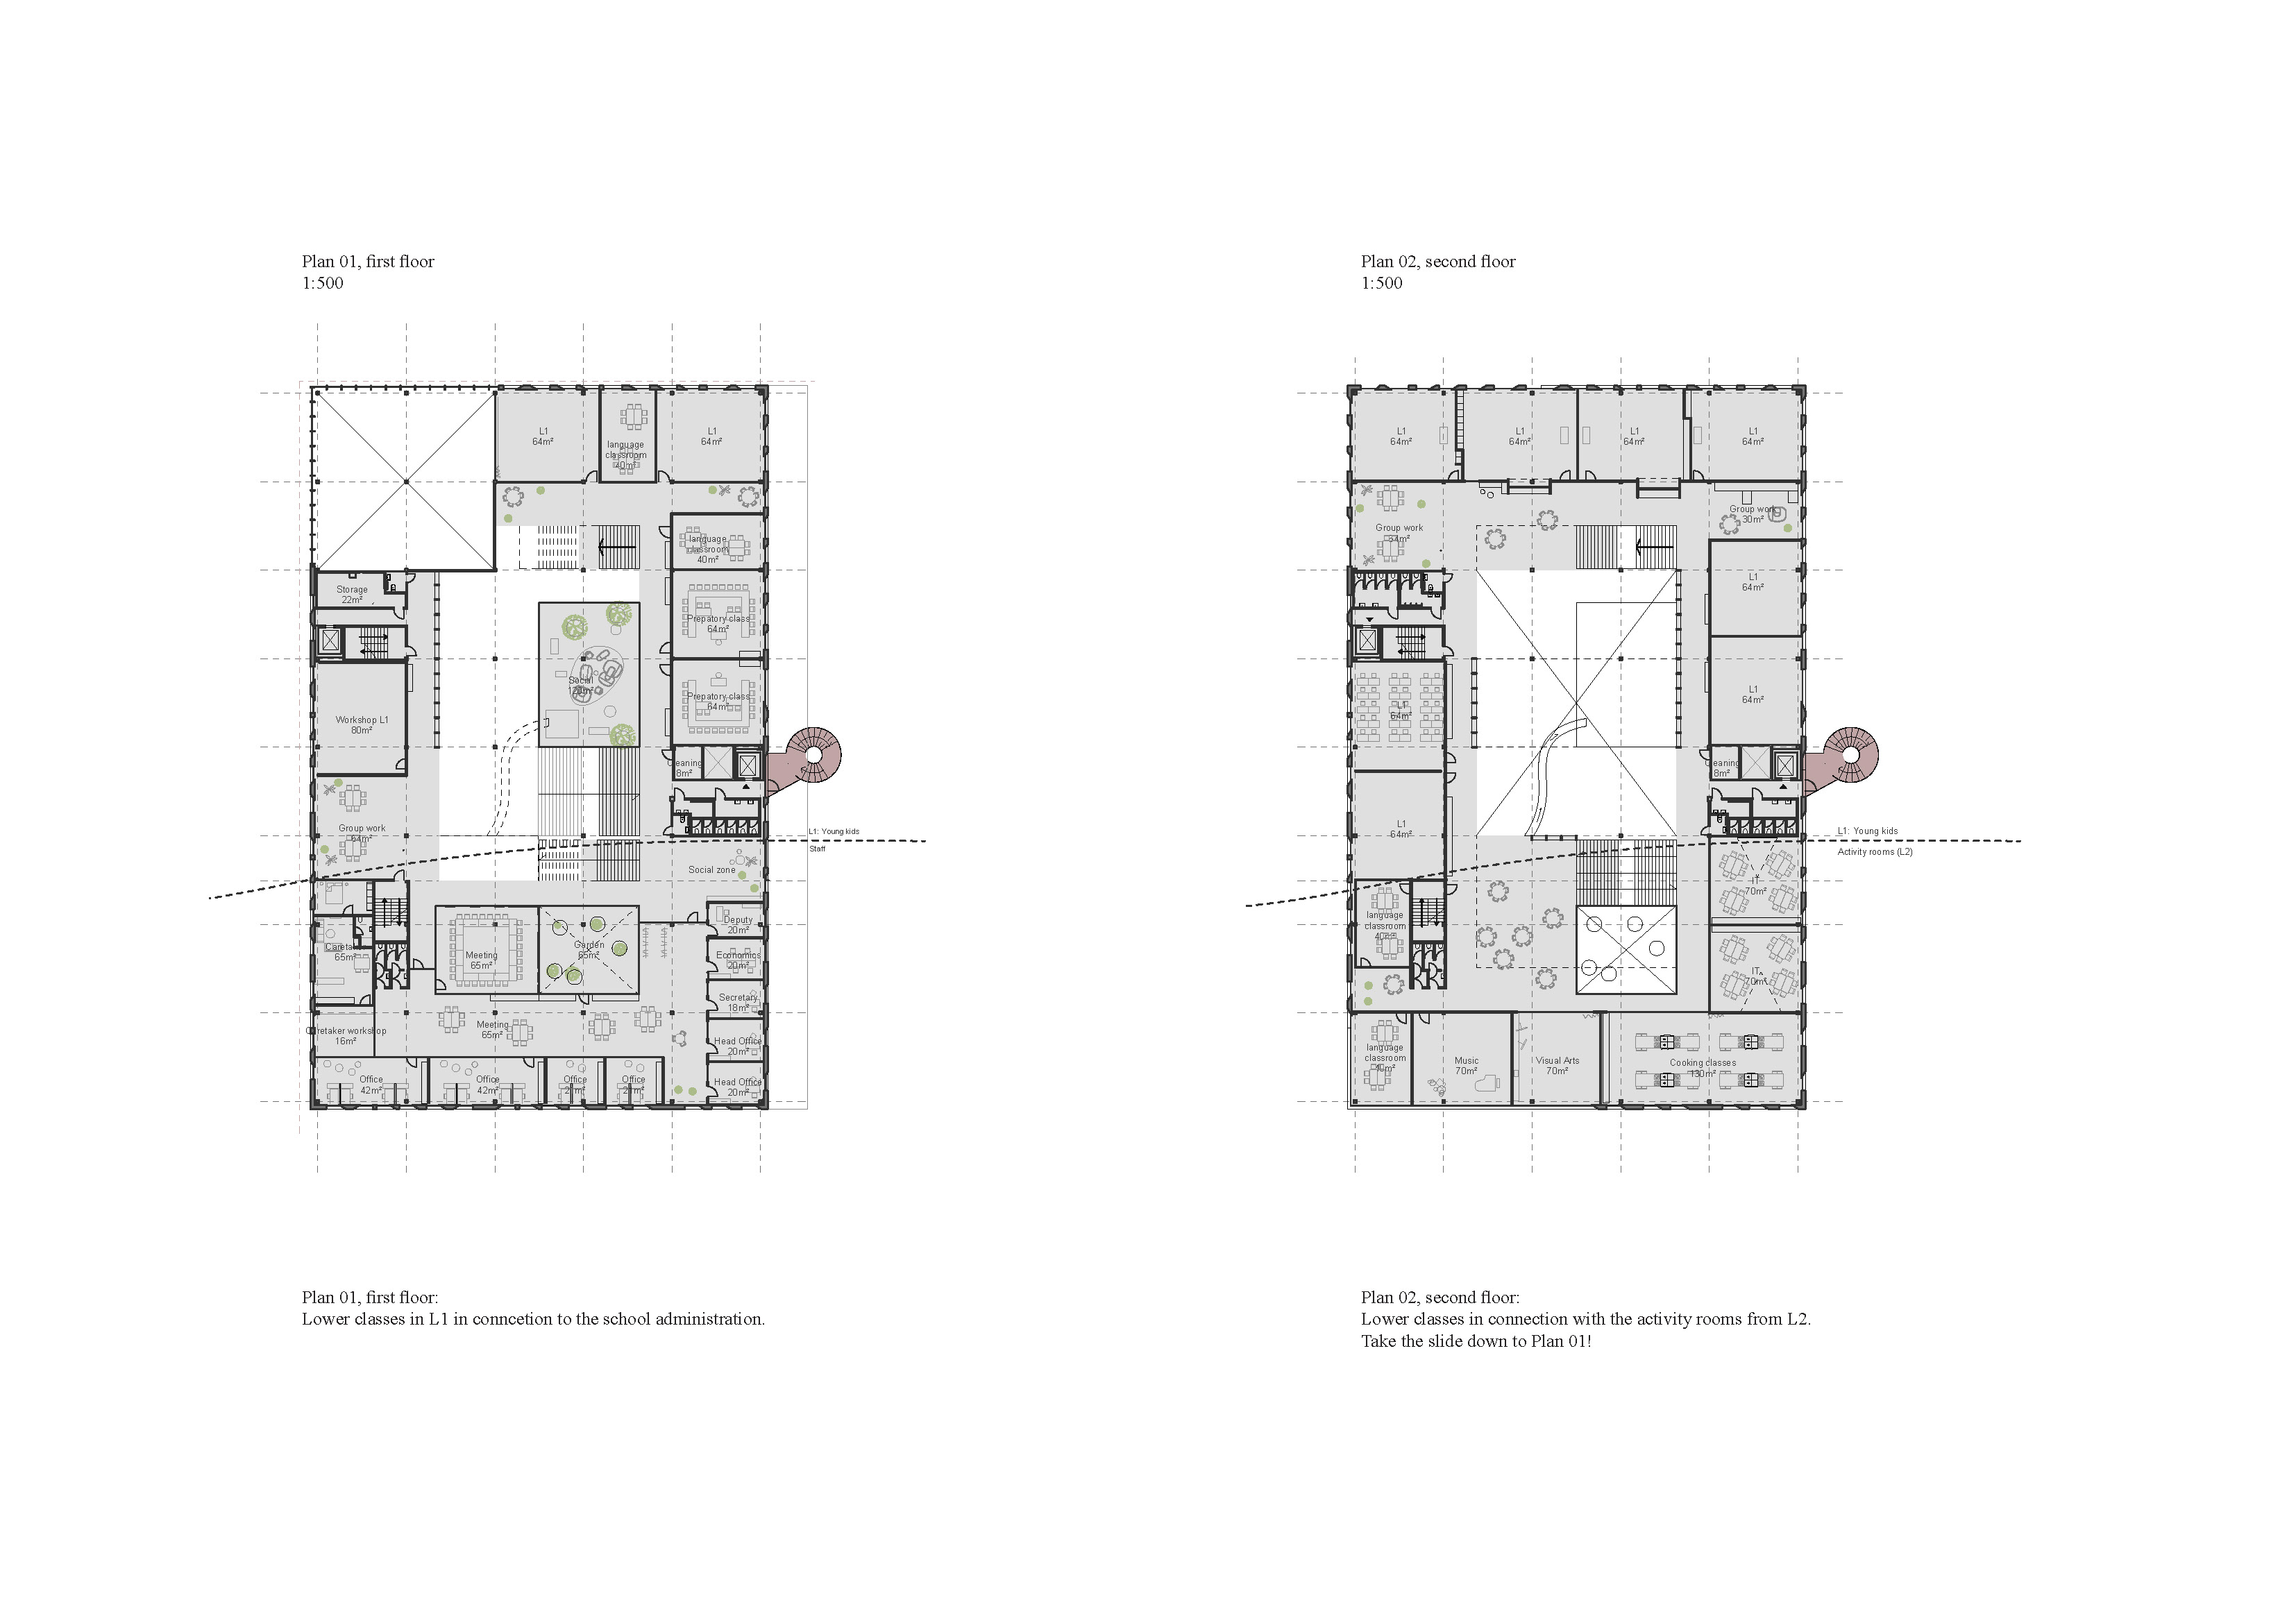 Plan 01, first floor
1:500
L1
64m²
language
classroom
40m²
L1
64m²
language
classroom
40m²
Storage
22m²
Prepatory class
64m²
Social
Prepatory class
64m²
Workshop L1
80m²
Cleaning
8m²
Group work
64m²
L1: Young kids
Staff
Social zone
Deputy
20m²
Caretaker
65m²
Meeting
65m²
Garden
65m²
Economics
20m²
Secretary
18m²
Caretaker workshop
16m²
Meeting
65m²
Head Office
20m²
Office
42m²
Office
42m²
Office
Office
Head Office
20m²
Plan 01, first floor:
Lower classes in L1 in conncetion to the school administration.
Plan 02, second floor
1:500
L1
64m²
L1
64m²
L1
64m²
L1
64m²
Group work
Group work
30m²
L1
64m²
L1
64m²
L1
64m²
Cleaning
8m²
L1
64m²
L1: Young kids
Activity rooms (L2)
IT
70m²
language
classroom
40m²
IT
70m²
language
classroom
40m²
Music
70m²
Visual Arts
70m²
Cooking classes
130m²
Plan 02, second floor:
Lower classes in connection with the activity rooms from L2.
Take the slide down to Plan 01!